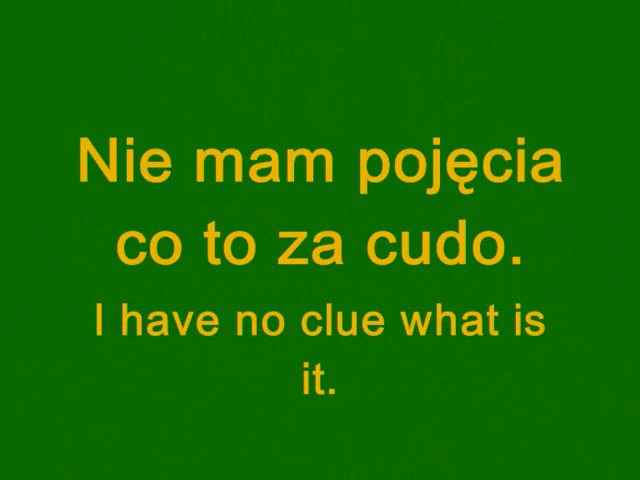 Nie mam pojęcia
co to za cudo.
I have no clue what is
it.